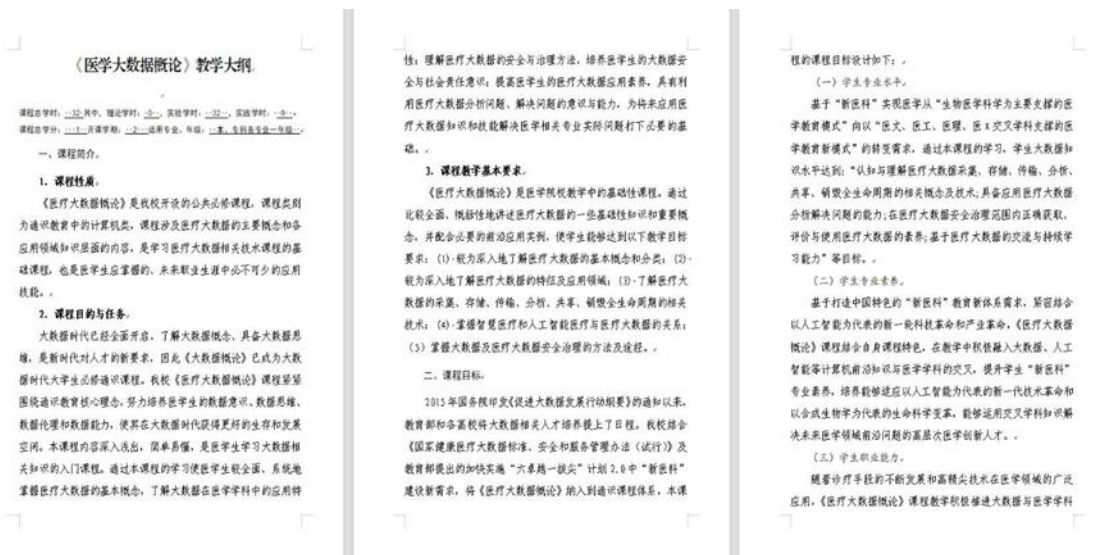 《医学大数据概论》教学大纲
课程总学时：32 其中，理论学时：0，实验学时：32，实践学时：0
课程总学分：1 开课学期：2 适用专业、年级：本、专科各专业一年级
一、课程简介
1. 课程性质
《医疗大数据概论》是我校开设的公共必修课程，课程类别
为通识教育中的计算机类，课程涉及医疗大数据的主要概念和各
应用领域知识层面的内容，是学习医疗大数据相关技术课程的基
础课程，也是医学生应掌握的、未来职业生涯中必不可少的应用
技能。
2. 课程目的与任务
大数据时代已经全面开启，了解大数据概念、具备大数据思
维，是新时代对人才的新要求，因此《大数据概论》已成为大数
据时代大学生必修通识课程。我校《医疗大数据概论》课程紧紧
围绕通识教育核心理念，努力培养医学生的数据意识、数据思维、
数据伦理和数据能力，使其在大数据时代获得更好的生存和发展
空间。本课程内容深入浅出，简单易懂，是医学生学习大数据相
关知识的入门课程。通过本课程的学习使医学生较全面、系统地
掌握医疗大数据的基本概念，了解大数据在医学学科中的应用特
性；理解医疗大数据的安全与治理方法，培养医学生的大数据安
全与社会责任意识；提高医学生的医疗大数据应用素养，具有利
用医疗大数据分析问题、解决问题的意识与能力，为将来应用医
疗大数据知识和技能解决医学相关专业实际问题打下必要的基
础。
3. 课程教学基本要求
《医疗大数据概论》是医学院校教学中的基础性课程。通过
比较全面、概括性地讲述医疗大数据的一些基础性知识和重要概
念，并配合必要的前沿应用实例，使学生能够达到以下教学目标
要求：(1)较为深入地了解医疗大数据的基本概念和分类；(2)
较为深入地了解医疗大数据的特征及应用领域；(3)了解医疗大
数据的采集、存储、传输、分析、共享、销毁全生命周期的相关
技术；(4)掌握智慧医疗和人工智能医疗与医疗大数据的关系；
(5)掌握大数据及医疗大数据安全治理的方法及途径。
二、课程目标
2015年国务院印发《促进大数据发展行动纲要》的通知以来，
教育部和各高校将大数据相关人才培养提上了日程。我校结合
《国家健康医疗大数据标准、安全和服务管理办法（试行）》及
教育部提出的加快实施“六卓越一拔尖”计划2.0中“新医科”
建设新需求，将《医疗大数据概论》纳入到通识课程体系，本课
程的课程目标设计如下：
（一）学生专业水平
基于“新医科”实现医学从“生物医学科学为主要支撑的医
学教育模式”向以“医文、医工、医理、医X交叉学科支撑的医
学教育新模式”的转变需求，通过本课程的学习，学生大数据知
识水平达到：“认知与理解医疗大数据采集、存储、传输、分析、
共享、销毁全生命周期的相关概念及技术；具备应用医疗大数据
分析解决问题的能力；在医疗大数据安全治理范围内正确获取、
评价与使用医疗大数据的素养；基于医疗大数据的交流与持续学
习能力”等目标。
（二）学生专业素养
基于打造中国特色的“新医科”教育新体系需求，紧密结合
以人工智能为代表的新一轮科技革命和产业革命，《医疗大数据
概论》课程结合自身课程特色，在教学中积极融入大数据、人工
智能等计算机前沿知识与医学学科的交叉，提升学生“新医科”
专业素养，培养能够适应以人工智能为代表的新一代技术革命和
以合成生物学为代表的生命科学变革，能够运用交叉学科知识解
决未来医学领域前沿问题的高层次医学创新人才。
（三）学生职业能力
随着诊疗手段的不断发展和高精尖技术在医学领域的广泛
应用，《医疗大数据概论》课程教学积极推进大数据与医学学科